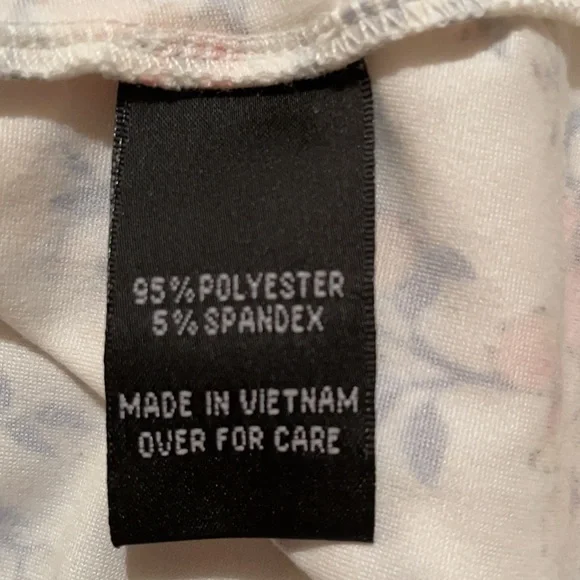 95% POLYESTER
5% SPANDEX
MADE IN VIETNAM
OVER FOR CARE